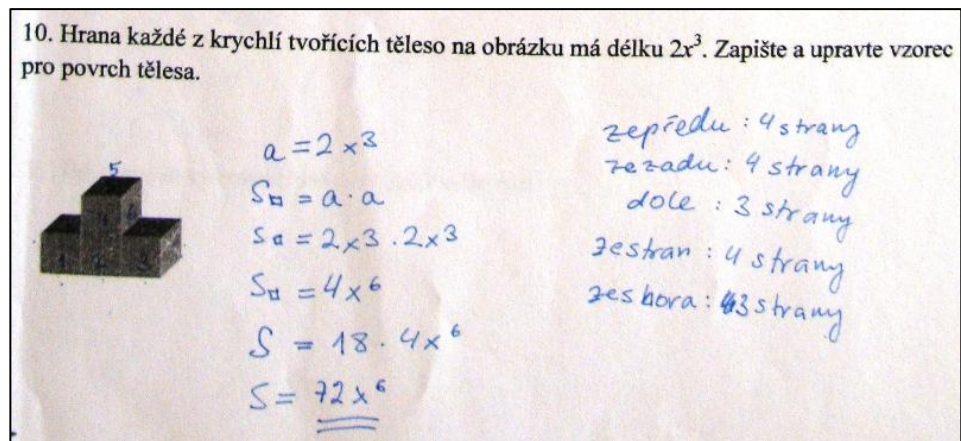 10. Hrana každé z krychlí tvořících těleso na obrázku má délku 2x³. Zapište a upravte vzorec
pro povrch tělesa.
5
4 6
1 2 3
a = 2x³
S□ = a · a
S□ = 2x³ . 2x³
S□ = 4x⁶
S = 18 . 4x⁶
S = 72x⁶
zepředu : 4 strany
zezadu : 4 strany
dole : 3 strany
zestran : 4 strany
zeshora : 3 strany